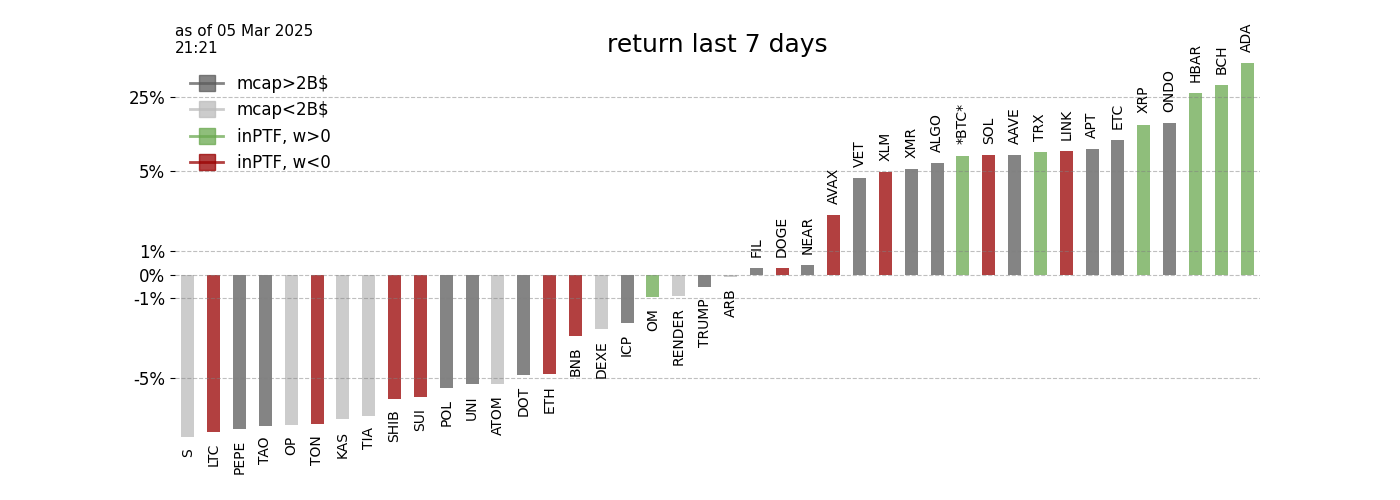 as of 05 Mar 2025
21:21
return last 7 days
mcap>2B$
mcap<2B$
inPTF, w>0
inPTF, w<0
25%
5%
1%
0%
-1%
-5%
S
LTC
PEPE
TAO
OP
TON
KAS
TIA
SHIB
SUI
POL
UNI
ATOM
DOT
ETH
BNB
DEXE
ICP
OM
RENDER
TRUMP
ARB
FIL
DOGE
NEAR
AVAX
VET
XLM
XMR
ALGO
*BTC*
SOL
AAVE
TRX
LINK
APT
ETC
XRP
ONDO
HBAR
BCH
ADA